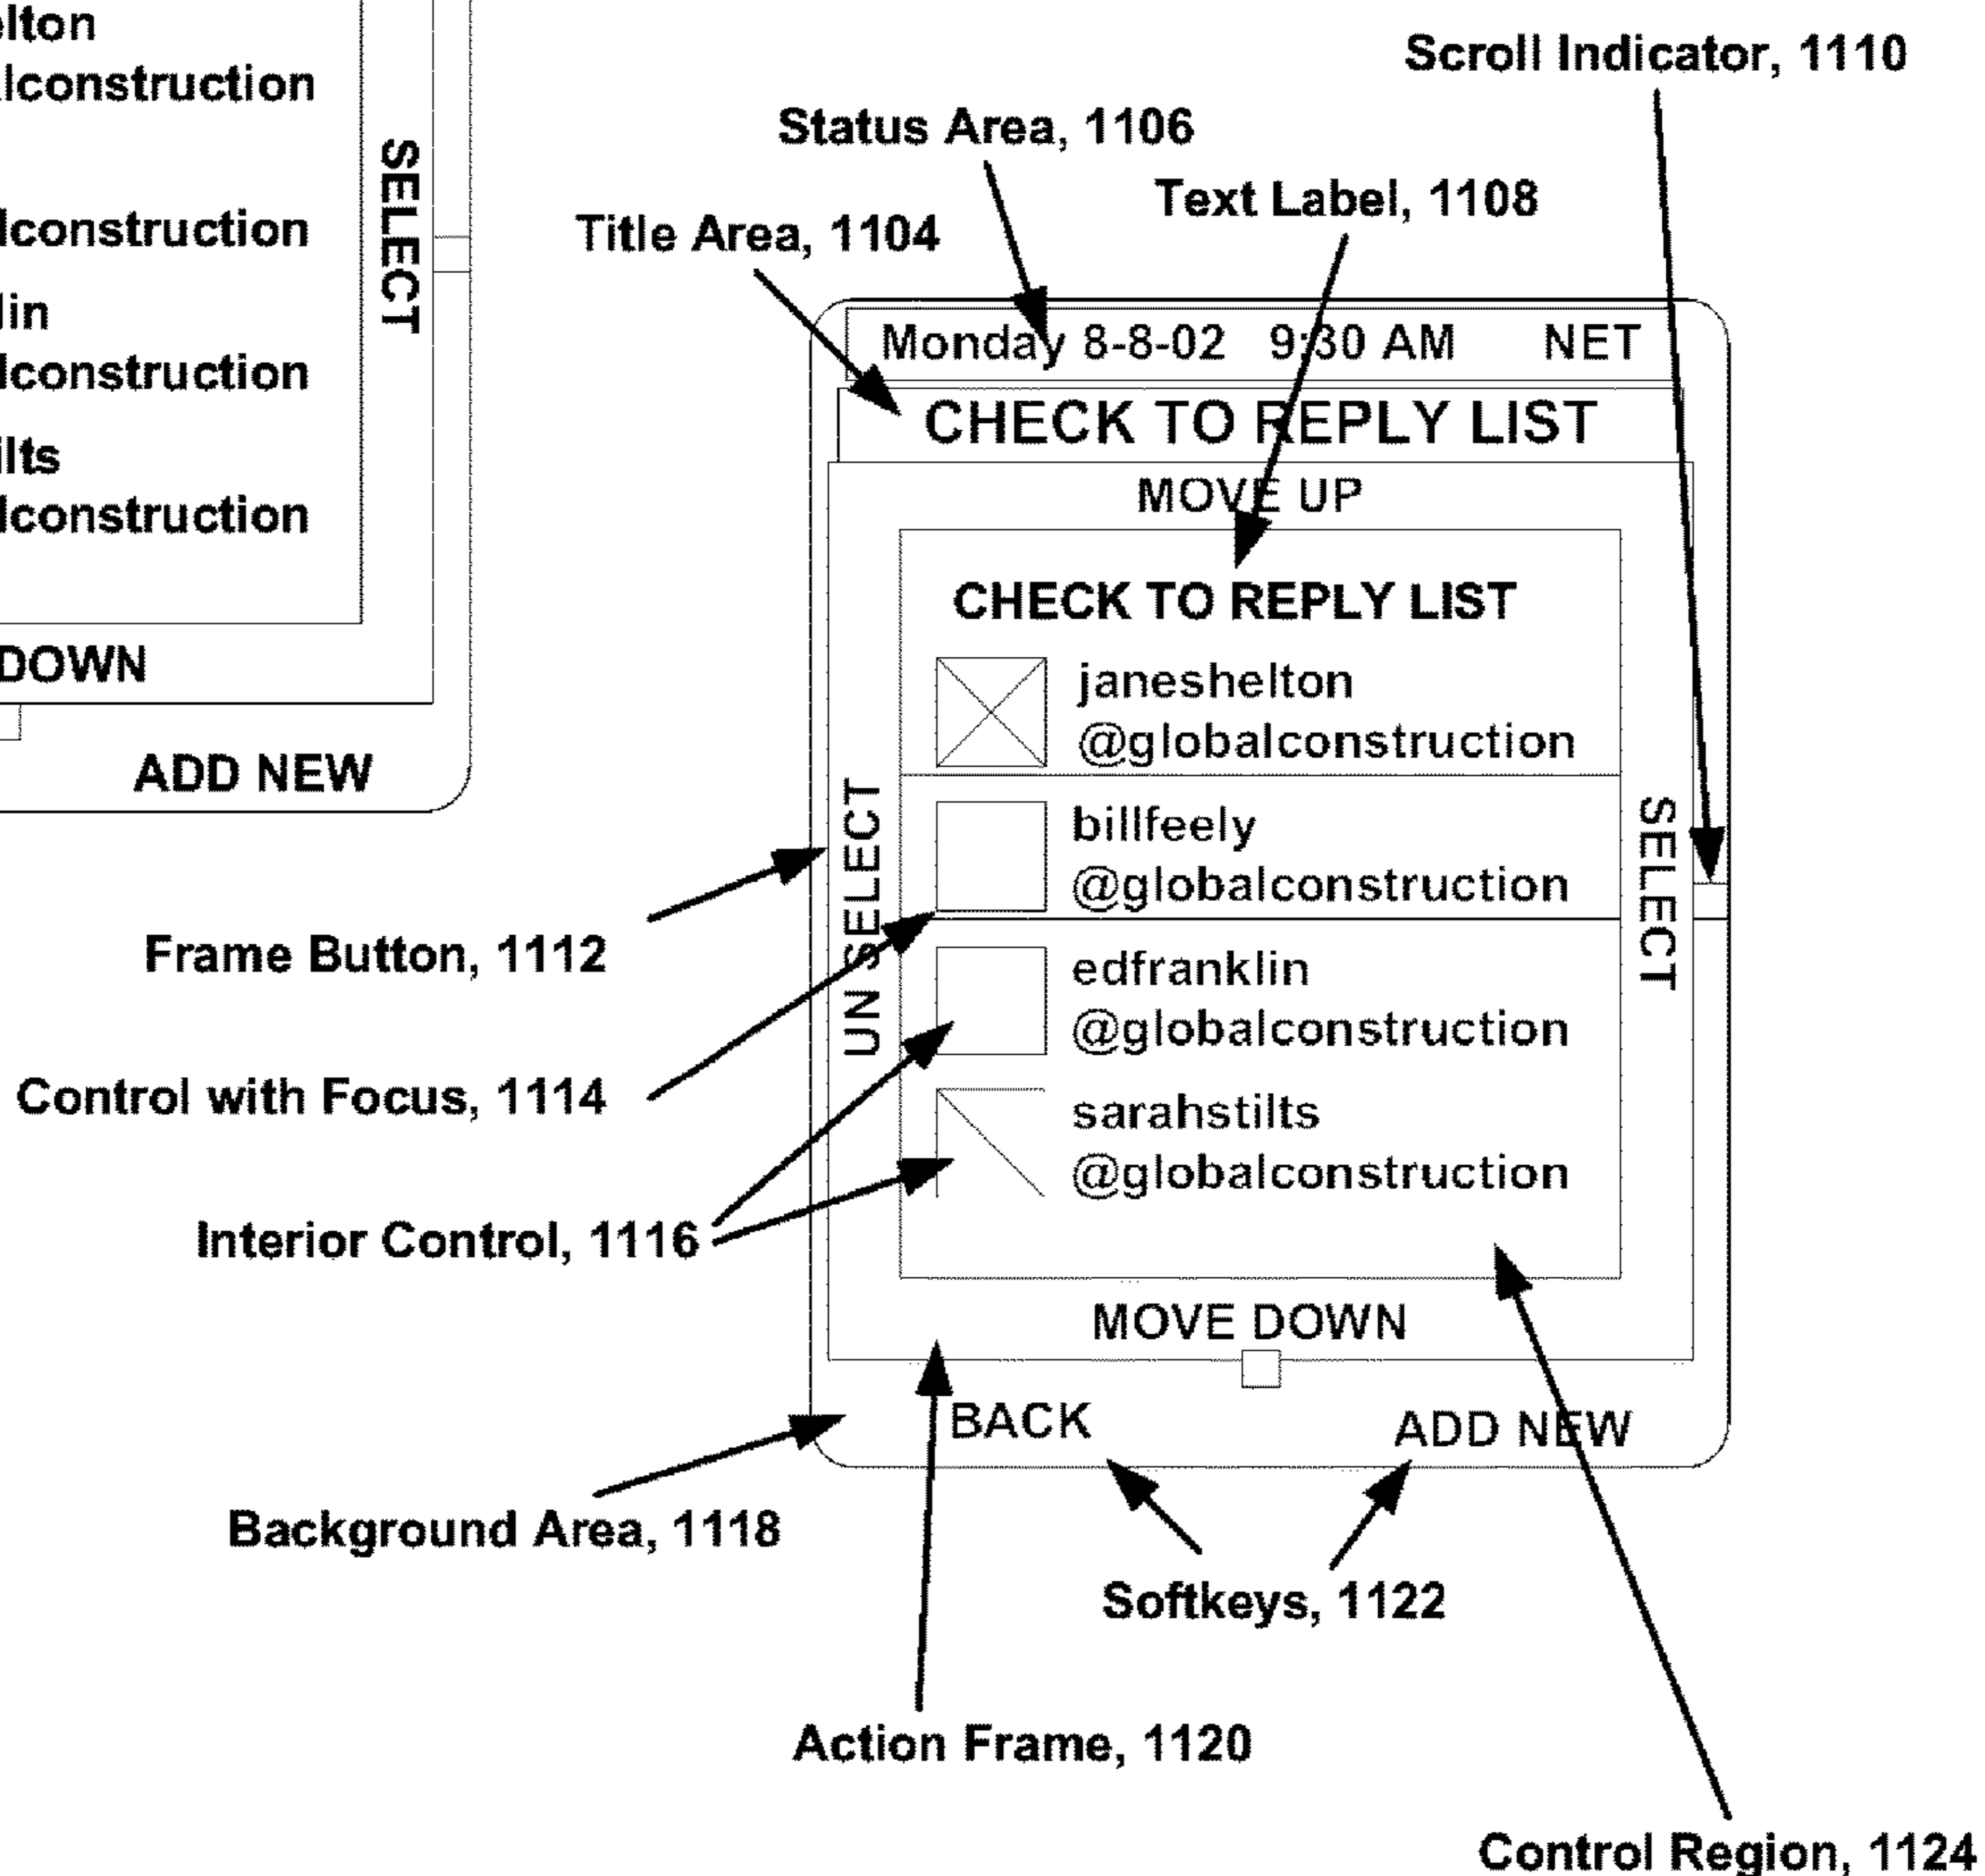 elton
lconstruction
lconstruction
lin
lconstruction
ilts
lconstruction
SELECT
DOWN
ADD NEW
Scroll Indicator, 1110
Status Area, 1106
Text Label, 1108
Title Area, 1104
Monday 8-8-02 9:30 AM NET
CHECK TO REPLY LIST
MOVE UP
CHECK TO REPLY LIST
janeshelton
@globalconstruction
billfeely
@globalconstruction
edfranklin
@globalconstruction
sarahstilts
@globalconstruction
UN SELECT
SELECT
MOVE DOWN
BACK
ADD NEW
Frame Button, 1112
Control with Focus, 1114
Interior Control, 1116
Background Area, 1118
Softkeys, 1122
Action Frame, 1120
Control Region, 1124